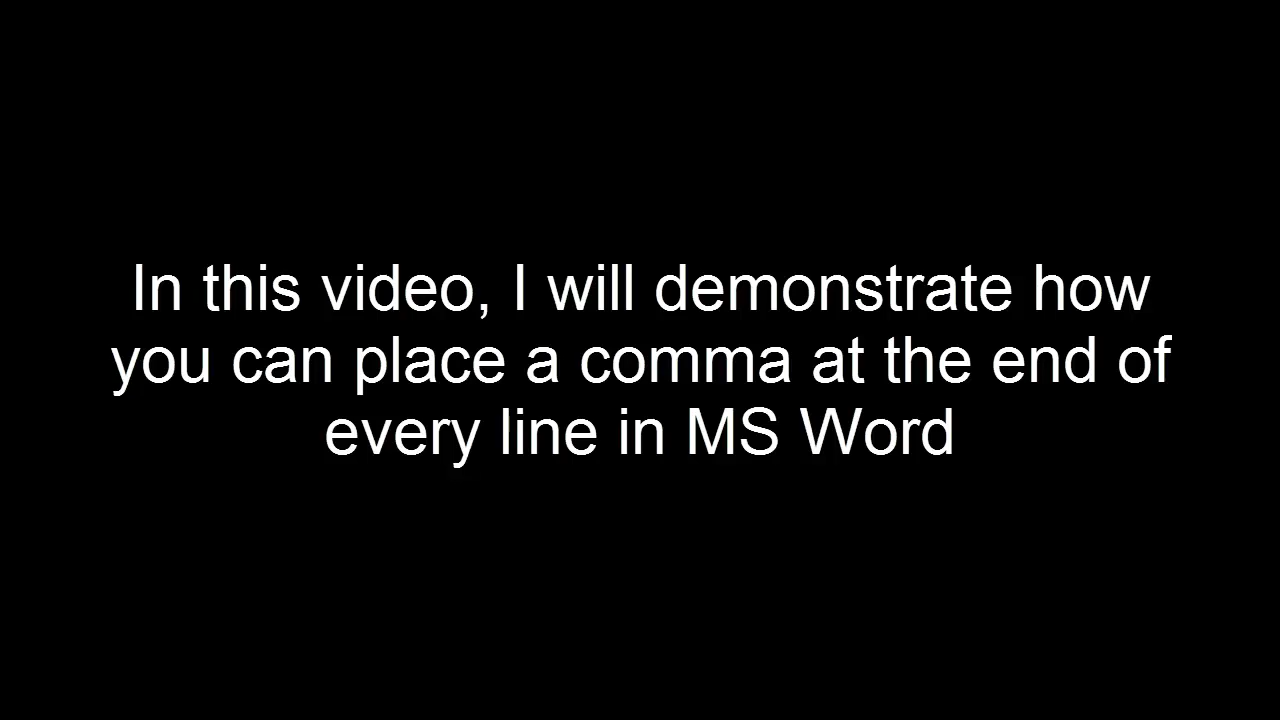 In this video, I will demonstrate how
you can place a comma at the end of
every line in MS Word